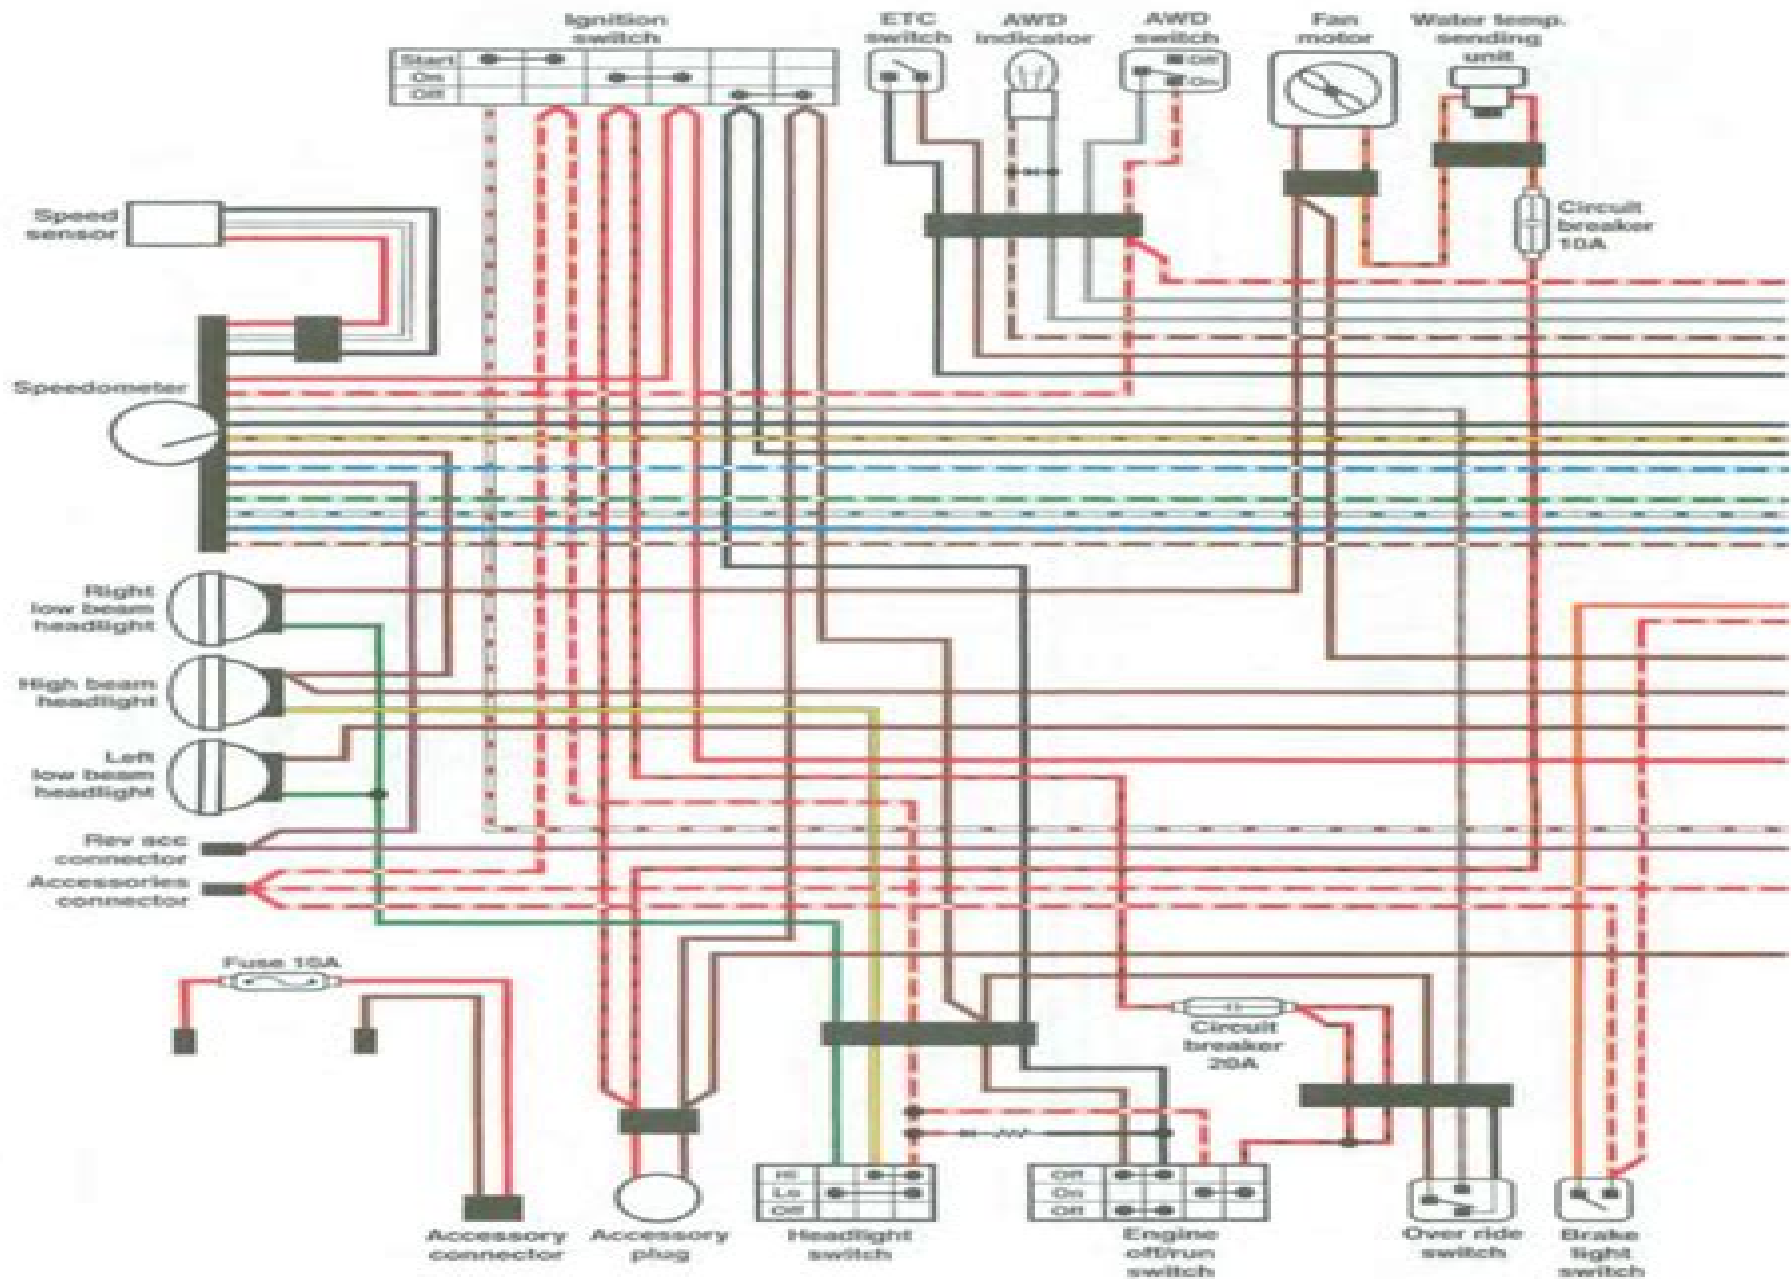 Ignition
switch
Start
On
Off
ETC
switch
AWD
indicator
AWD
switch
Off
On
Fan
motor
Water temp.
sending
unit
Circuit
breaker
10A
Speed
sensor
Speedometer
Right
low beam
headlight
High beam
headlight
Left
low beam
headlight
Rev acc
connector
Accessories
connector
Fuse 15A
Circuit
breaker
20A
Accessory
connector
Accessory
plug
Hi
Lo
Off
Headlight
switch
Off
On
Off
Engine
off/run
switch
Over ride
switch
Brake
light
switch